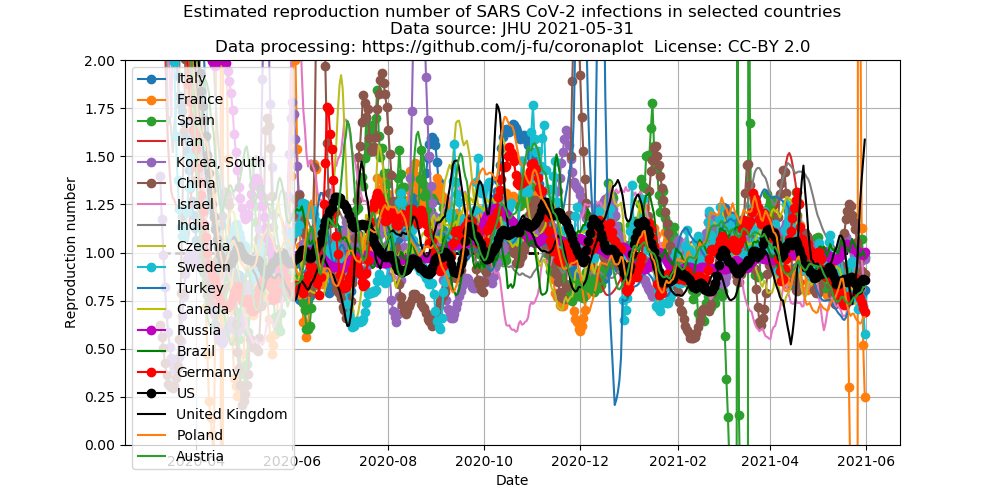 Estimated reproduction number of SARS CoV-2 infections in selected countries
Data source: JHU 2021-05-31
Data processing: https://github.com/j-fu/coronaplot  License: CC-BY 2.0
2.00
1.75
1.50
1.25
1.00
0.75
0.50
0.25
0.00
Reproduction number
Italy
France
Spain
Iran
Korea, South
China
Israel
India
Czechia
Sweden
Turkey
Canada
Russia
Brazil
Germany
US
United Kingdom
Poland
Austria
2020-04
2020-06
2020-08
2020-10
2020-12
2021-02
2021-04
2021-06
Date